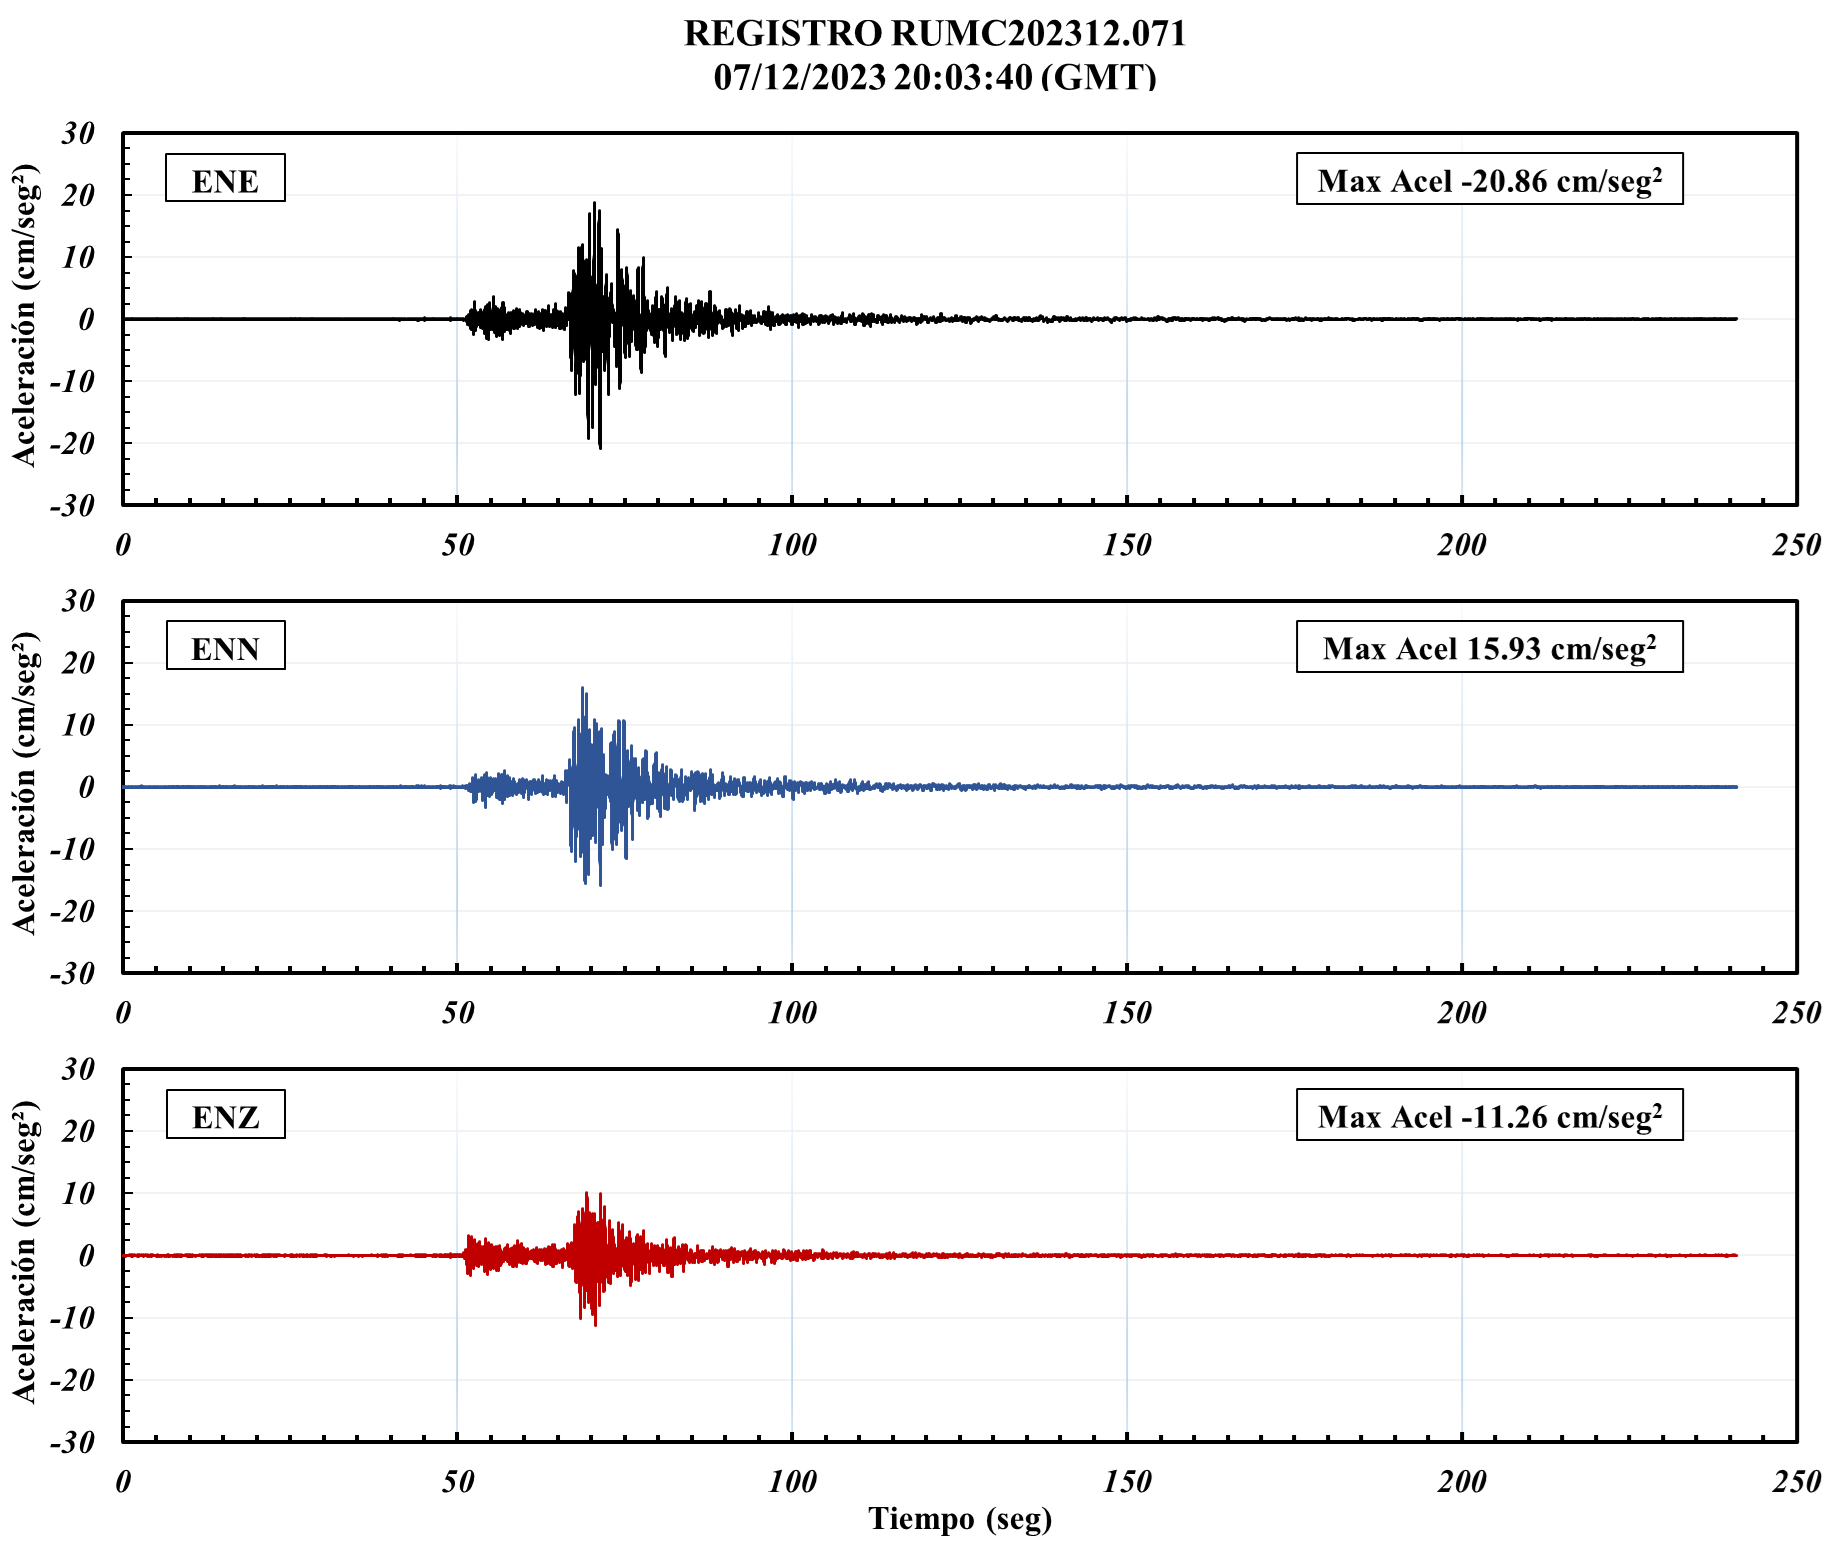 REGISTRO RUMC202312.071
07/12/2023 20:03:40 (GMT)
30
20
10
0
-10
-20
-30
Aceleración (cm/seg²)
ENE
Max Acel -20.86 cm/seg²
0 50 100 150 200 250
30
20
10
0
-10
-20
-30
Aceleración (cm/seg²)
ENN
Max Acel 15.93 cm/seg²
0 50 100 150 200 250
30
20
10
0
-10
-20
-30
Aceleración (cm/seg²)
ENZ
Max Acel -11.26 cm/seg²
0 50 100 150 200 250
Tiempo (seg)